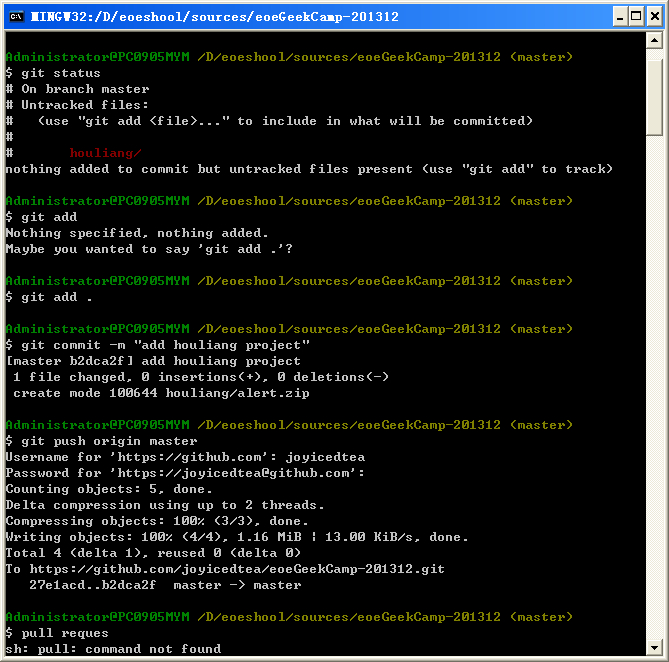 MINGW32:/D/eoeshool/sources/eoeGeekCamp-201312
Administrator@PC0905MYM /D/eoeshool/sources/eoeGeekCamp-201312 (master)
$ git status
# On branch master
# Untracked files:
#   (use "git add <file>..." to include in what will be committed)
#
#       houliang/
nothing added to commit but untracked files present (use "git add" to track)
Administrator@PC0905MYM /D/eoeshool/sources/eoeGeekCamp-201312 (master)
$ git add
Nothing specified, nothing added.
Maybe you wanted to say 'git add .'?
Administrator@PC0905MYM /D/eoeshool/sources/eoeGeekCamp-201312 (master)
$ git add .
Administrator@PC0905MYM /D/eoeshool/sources/eoeGeekCamp-201312 (master)
$ git commit -m "add houliang project"
[master b2dca2f] add houliang project
 1 file changed, 0 insertions(+), 0 deletions(-)
 create mode 100644 houliang/alert.zip
Administrator@PC0905MYM /D/eoeshool/sources/eoeGeekCamp-201312 (master)
$ git push origin master
Username for 'https://github.com': joyicedtea
Password for 'https://joyicedtea@github.com':
Counting objects: 5, done.
Delta compression using up to 2 threads.
Compressing objects: 100% (3/3), done.
Writing objects: 100% (4/4), 1.16 MiB | 13.00 KiB/s, done.
Total 4 (delta 1), reused 0 (delta 0)
To https://github.com/joyicedtea/eoeGeekCamp-201312.git
   27e1acd..b2dca2f  master -> master
Administrator@PC0905MYM /D/eoeshool/sources/eoeGeekCamp-201312 (master)
$ pull reques
sh: pull: command not found